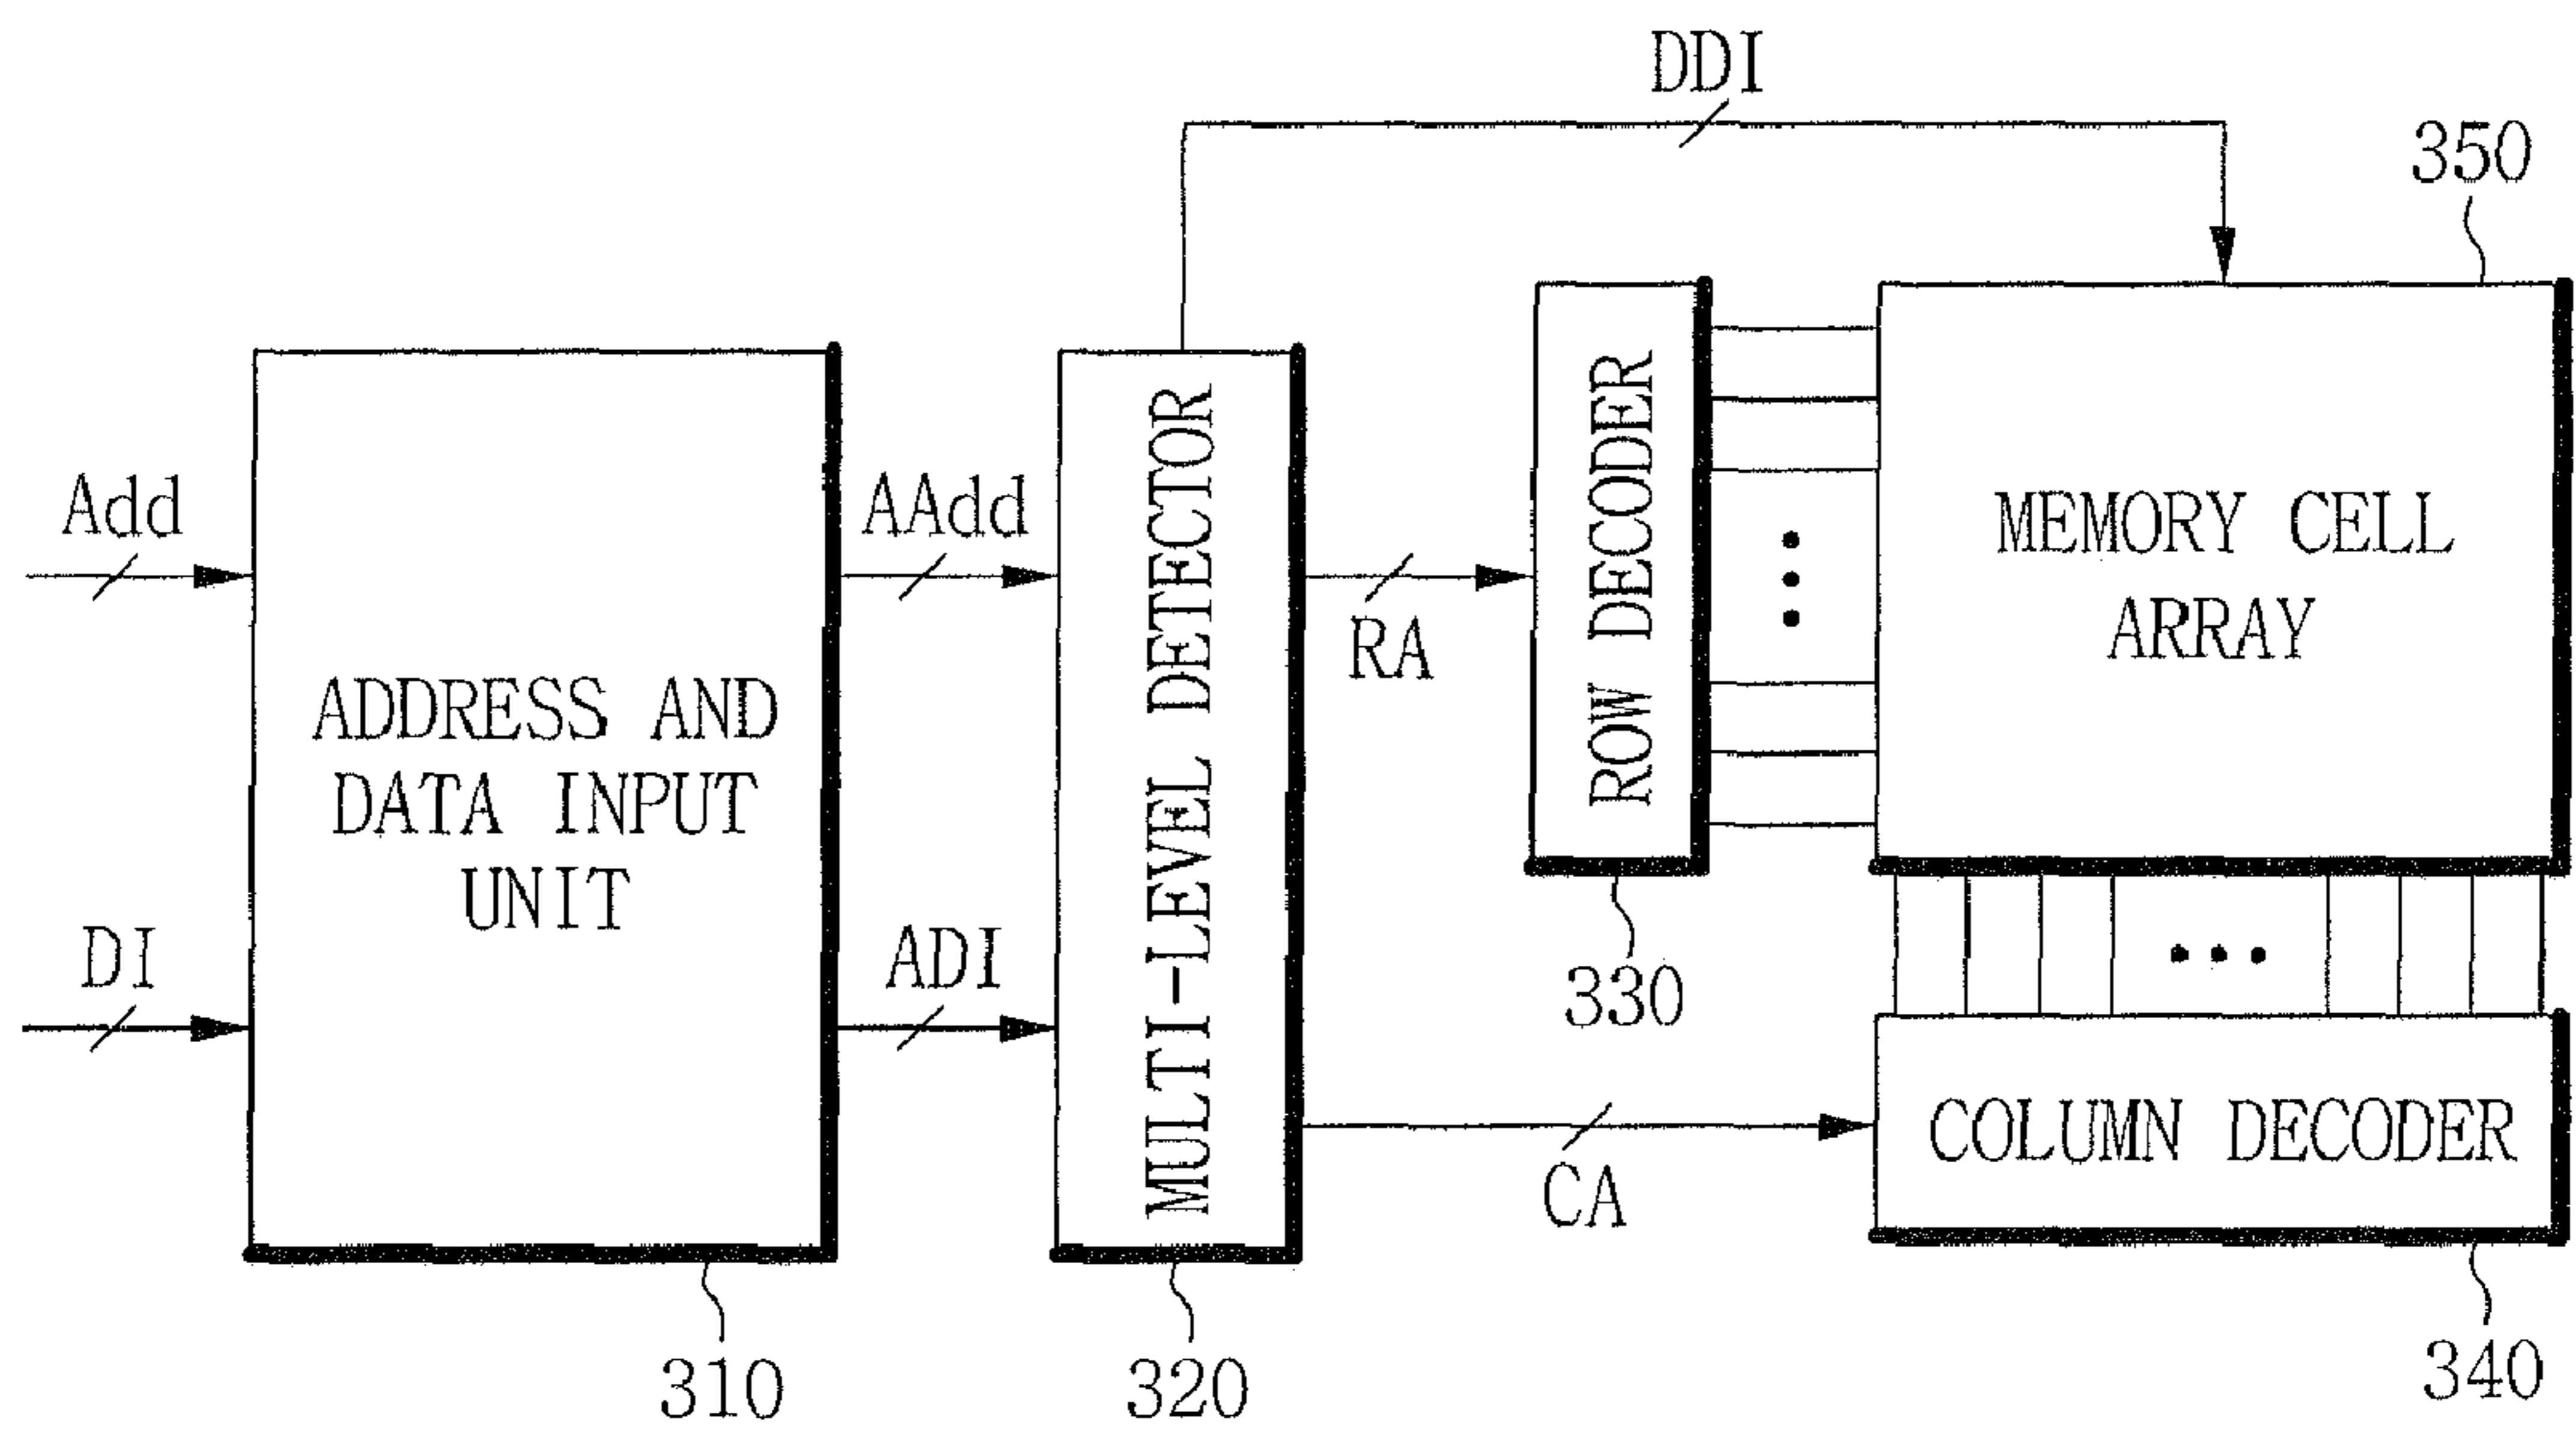 DDI
350
Add
AAdd
RA
ROW DECODER
MEMORY CELL
ARRAY
ADDRESS AND
DATA INPUT
UNIT
MULTI-LEVEL DETECTOR
DI
ADI
330
CA
COLUMN DECODER
310
320
340